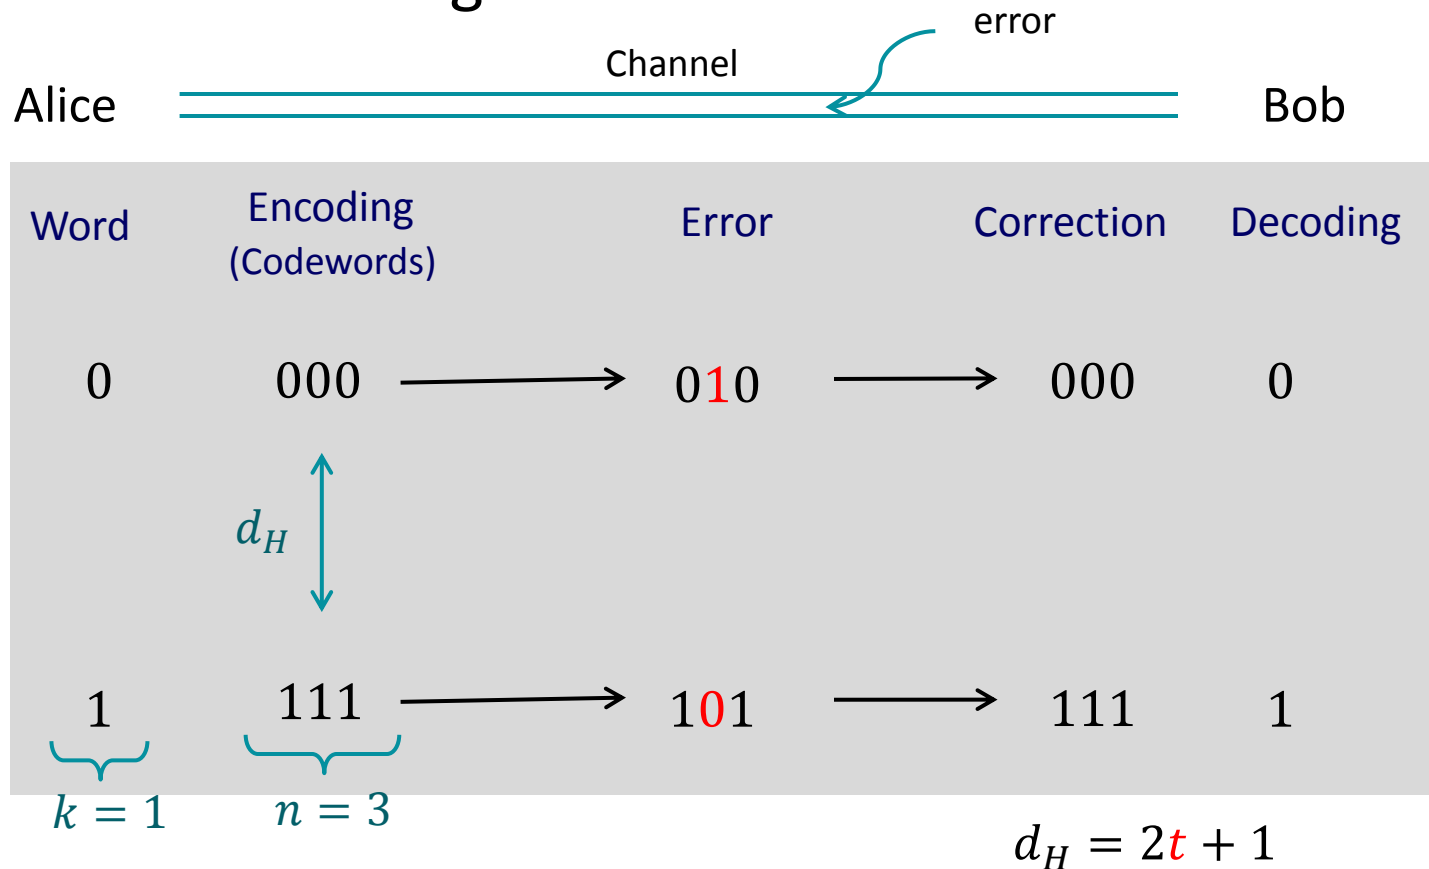 error
Channel
Alice Bob
Word Encoding (Codewords) Error Correction Decoding
0 000 010 000 0
d_H
1 111 101 111 1
k = 1 n = 3
d_H = 2t + 1